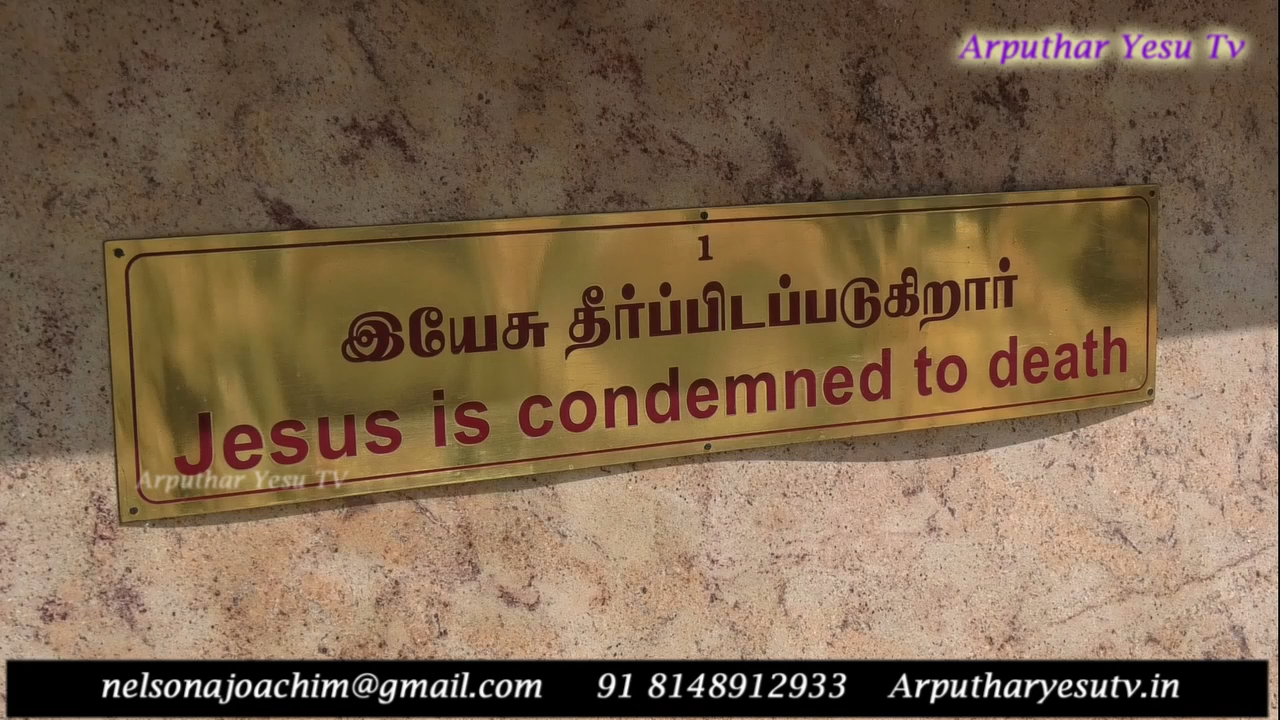 Arputhar Yesu Tv
1
இயேசு தீர்ப்பிடப்படுகிறார்
Jesus is condemned to death
Arputhar Yesu TV
nelsonajoachim@gmail.com 91 8148912933 Arputharyesutv.in